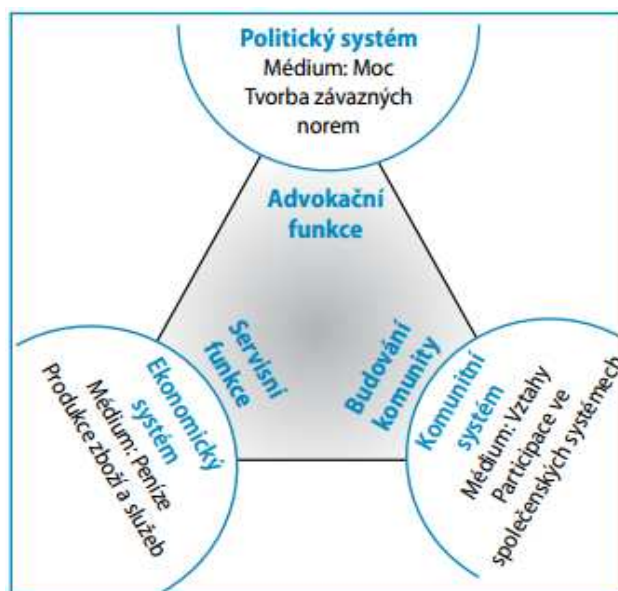 Politický systém
Médium: Moc
Tvorba závazných
norem
Advokační
funkce
Servisní
funkce
Budování
komunity
Ekonomický
systém
Médium: Peníze
Produkce zboží a služeb
Komunitní
systém
Médium: Vztahy
Participace ve
společenských systémech